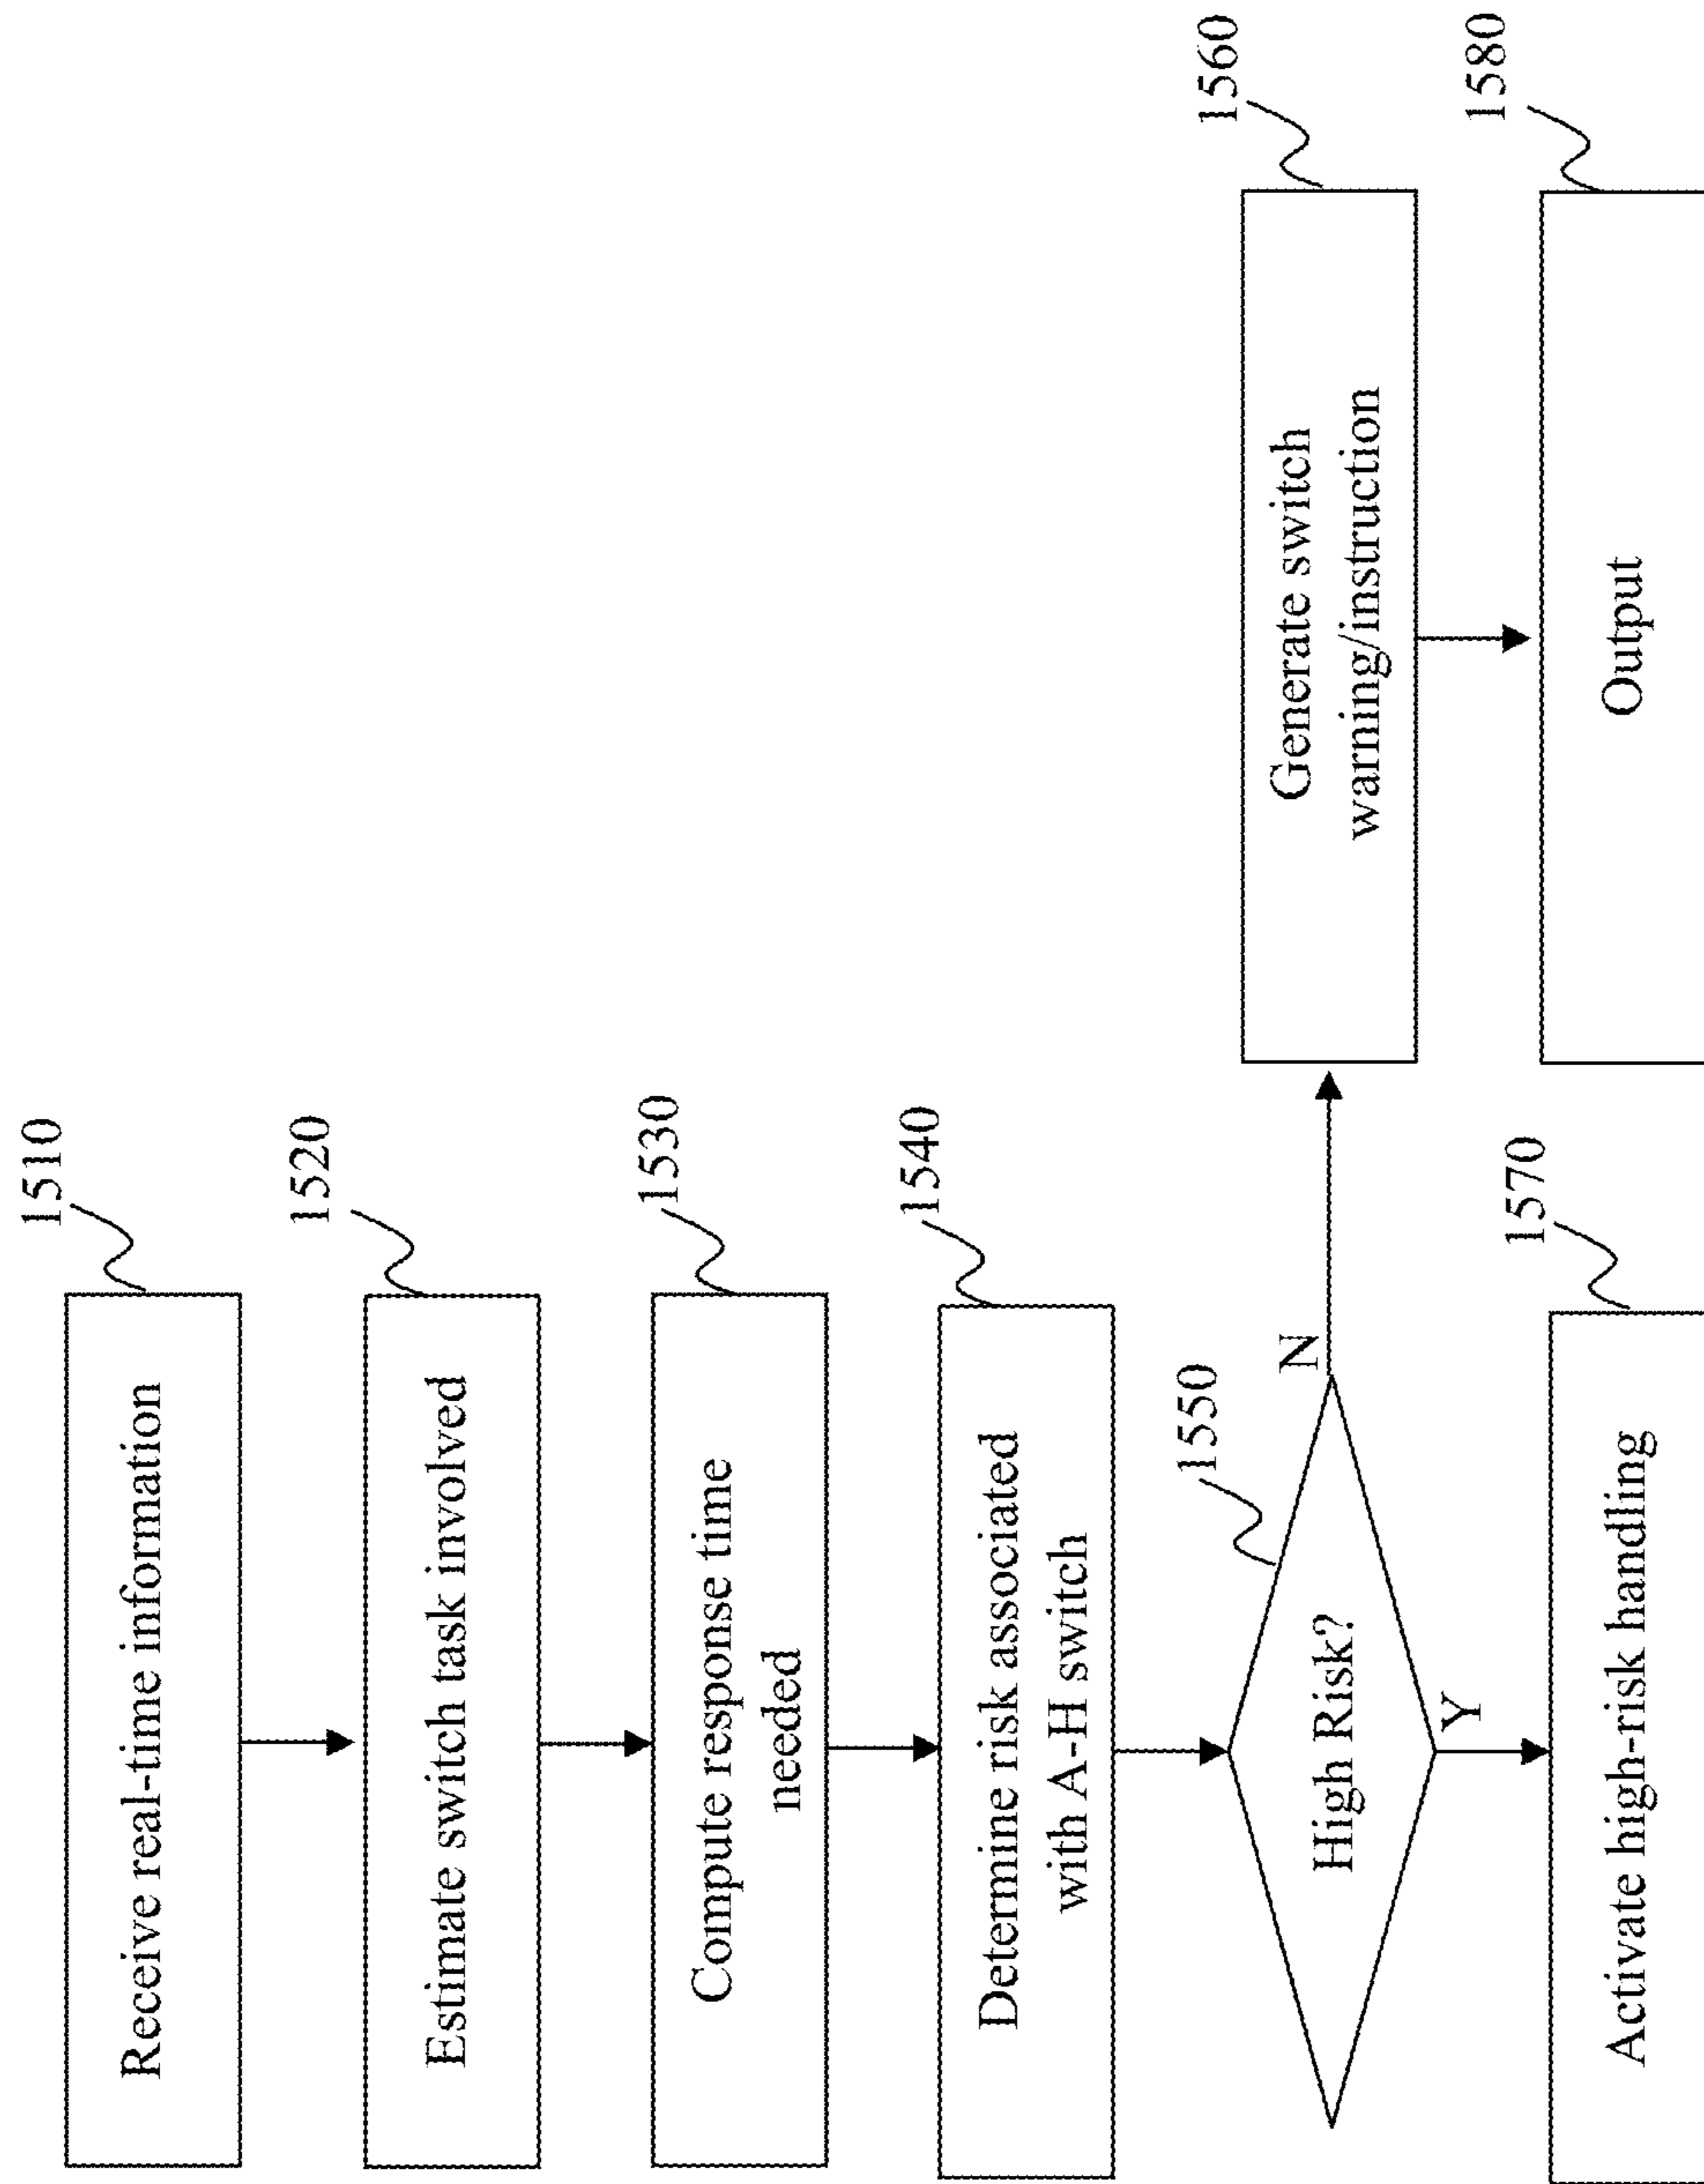 1510
Receive real-time information
1520
Estimate switch task involved
1530
Compute response time
needed
1540
Determine risk associated
with A-H switch
1550
High Risk?
N
Y
1560
Generate switch
warning/instruction
1570
Activate high-risk handling
1580
Output